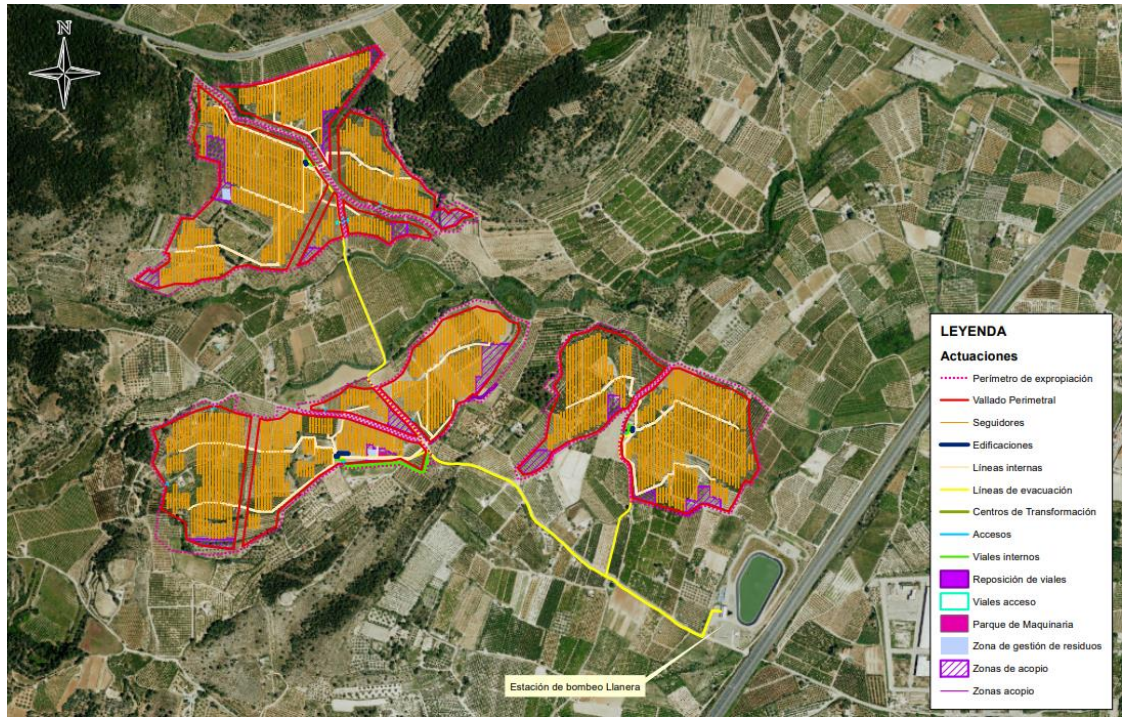 N
LEYENDA
Actuaciones
Perímetro de expropiación
Vallado Perimetral
Seguidores
Edificaciones
Líneas internas
Líneas de evacuación
Centros de Transformación
Accesos
Viales internos
Reposición de viales
Viales acceso
Parque de Maquinaria
Zona de gestión de residuos
Zonas de acopio
Zonas acopio
Estación de bombeo Llanera